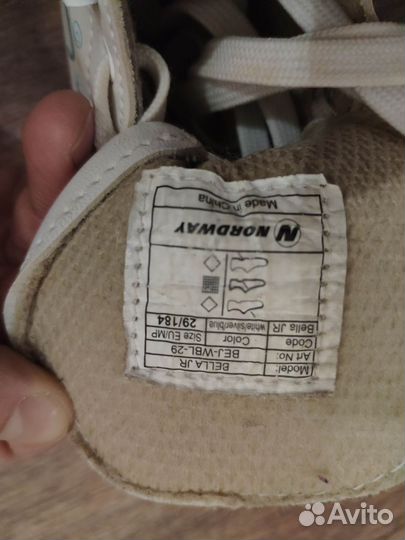 Model: BELLA JR
Art No: BEJ-WBL-29
Code Color Size EU/MP
Bella JR white/silver/blue 29/184
NORDWAY
Made in China
Avito